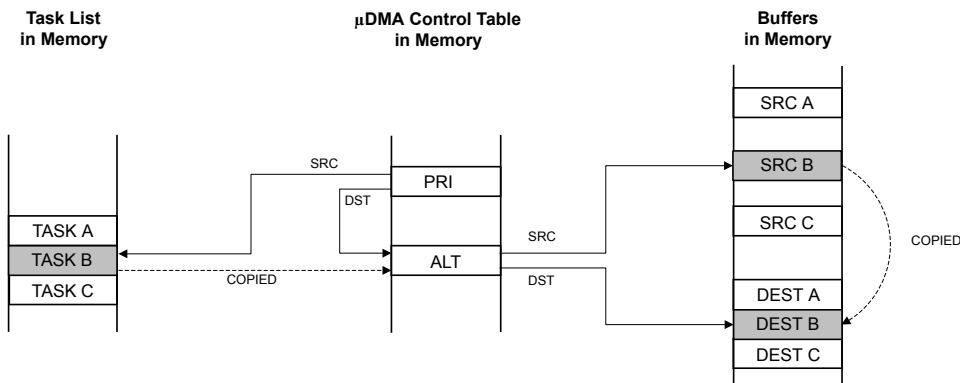 Task List
in Memory
µDMA Control Table
in Memory
Buffers
in Memory
SRC A
SRC
SRC B
PRI
DST
TASK A
SRC C
SRC
COPIED
TASK B
ALT
COPIED
DST
TASK C
DEST A
DEST B
DEST C